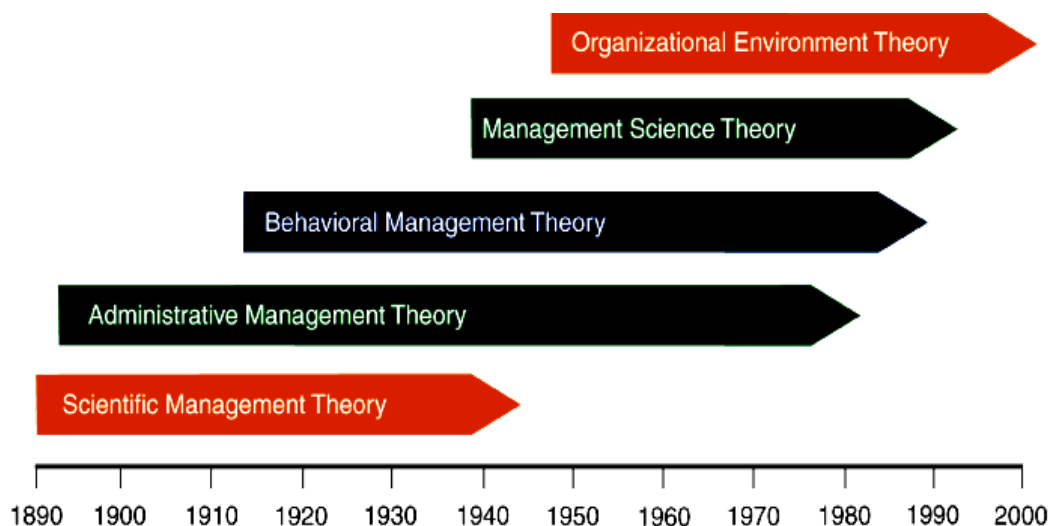 Organizational Environment Theory
Management Science Theory
Behavioral Management Theory
Administrative Management Theory
Scientific Management Theory
1890 1900 1910 1920 1930 1940 1950 1960 1970 1980 1990 2000